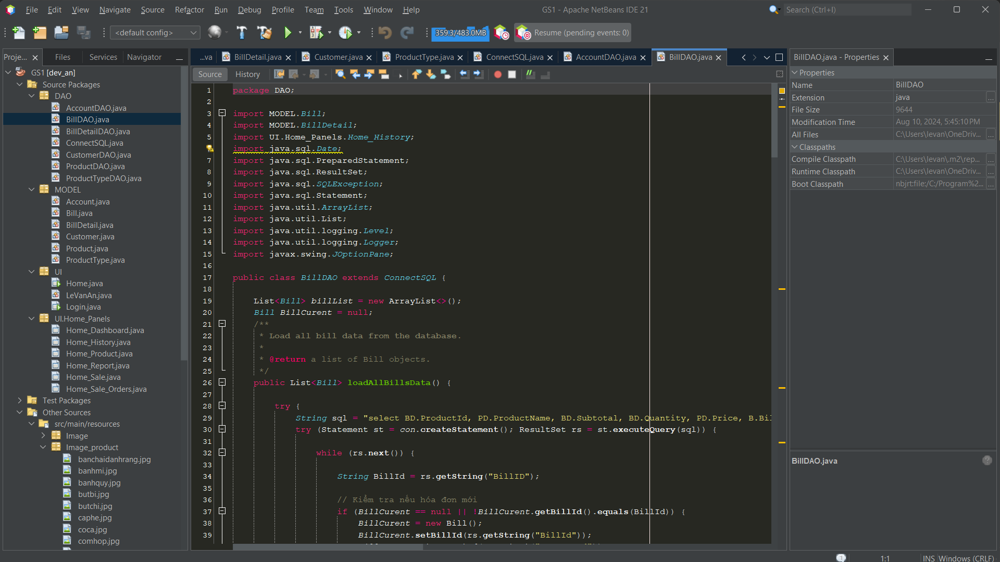 File Edit View Navigate Source Refactor Run Debug Profile Team Tools Window Help
GS1 - Apache NetBeans IDE 21
Search (Ctrl+I)
<default config>
359.3/483.0MB
Resume (pending events: 0)
Proje... Files Services Navigator
GS1 [dev_an]
Source Packages
DAO
AccountDAO.java
BillDAO.java
BillDetailDAO.java
ConnectSQL.java
CustomerDAO.java
ProductDAO.java
ProductTypeDAO.java
MODEL
Account.java
Bill.java
BillDetail.java
Customer.java
Product.java
ProductType.java
UI
Home.java
LeVanAn.java
Login.java
UI.Home_Panels
Home_Dashboard.java
Home_History.java
Home_Product.java
Home_Report.java
Home_Sale.java
Home_Sale_Orders.java
Test Packages
Other Sources
src/main/resources
Image
Image_product
banchaidanhrang.jpg
banhmi.jpg
banhquy.jpg
butbi.jpg
butchi.jpg
caphe.jpg
coca.jpg
comhop.jpg
...va BillDetail.java Customer.java ProductType.java ConnectSQL.java AccountDAO.java BillDAO.java
Source History
1 package DAO;
2
3 import MODEL.Bill;
4 import MODEL.BillDetail;
5 import UI.Home_Panels.Home_History;
import java.sql.Date;
7 import java.sql.PreparedStatement;
8 import java.sql.ResultSet;
9 import java.sql.SQLException;
10 import java.sql.Statement;
11 import java.util.ArrayList;
12 import java.util.List;
13 import java.util.logging.Level;
14 import java.util.logging.Logger;
15 import javax.swing.JOptionPane;
16
17 public class BillDAO extends ConnectSQL {
18
19 List<Bill> billList = new ArrayList<>();
20 Bill BillCurent = null;
21 /**
22 * Load all bill data from the database.
23 *
24 * @return a list of Bill objects.
25 */
26 public List<Bill> loadAllBillsData() {
27
28 try {
29 String sql = "select BD.ProductId, PD.ProductName, BD.Subtotal, BD.Quantity, PD.Price, B.Bil
30 try (Statement st = con.createStatement(); ResultSet rs = st.executeQuery(sql)) {
31
32 while (rs.next()) {
33
34 String BillId = rs.getString("BillID");
35
36 // Kiểm tra nếu hóa đơn mới
37 if (BillCurent == null || !BillCurent.getBillId().equals(BillId)) {
38 BillCurent = new Bill();
39 BillCurent.setBillId(rs.getString("BillId"));
BillDAO.java - Properties
Properties
Name BillDAO
Extension java ...
File Size 9644
Modification Time Aug 10, 2024, 5:45:10 PM
All Files C:\Users\levan\OneDriv... ...
Classpaths
Compile Classpath C:\Users\levan\.m2\rep... ...
Runtime Classpath C:\Users\levan\OneDriv... ...
Boot Classpath nbjrt:file:/C:/Program%2... ...
BillDAO.java
1
1:1 INS Windows (CRLF)